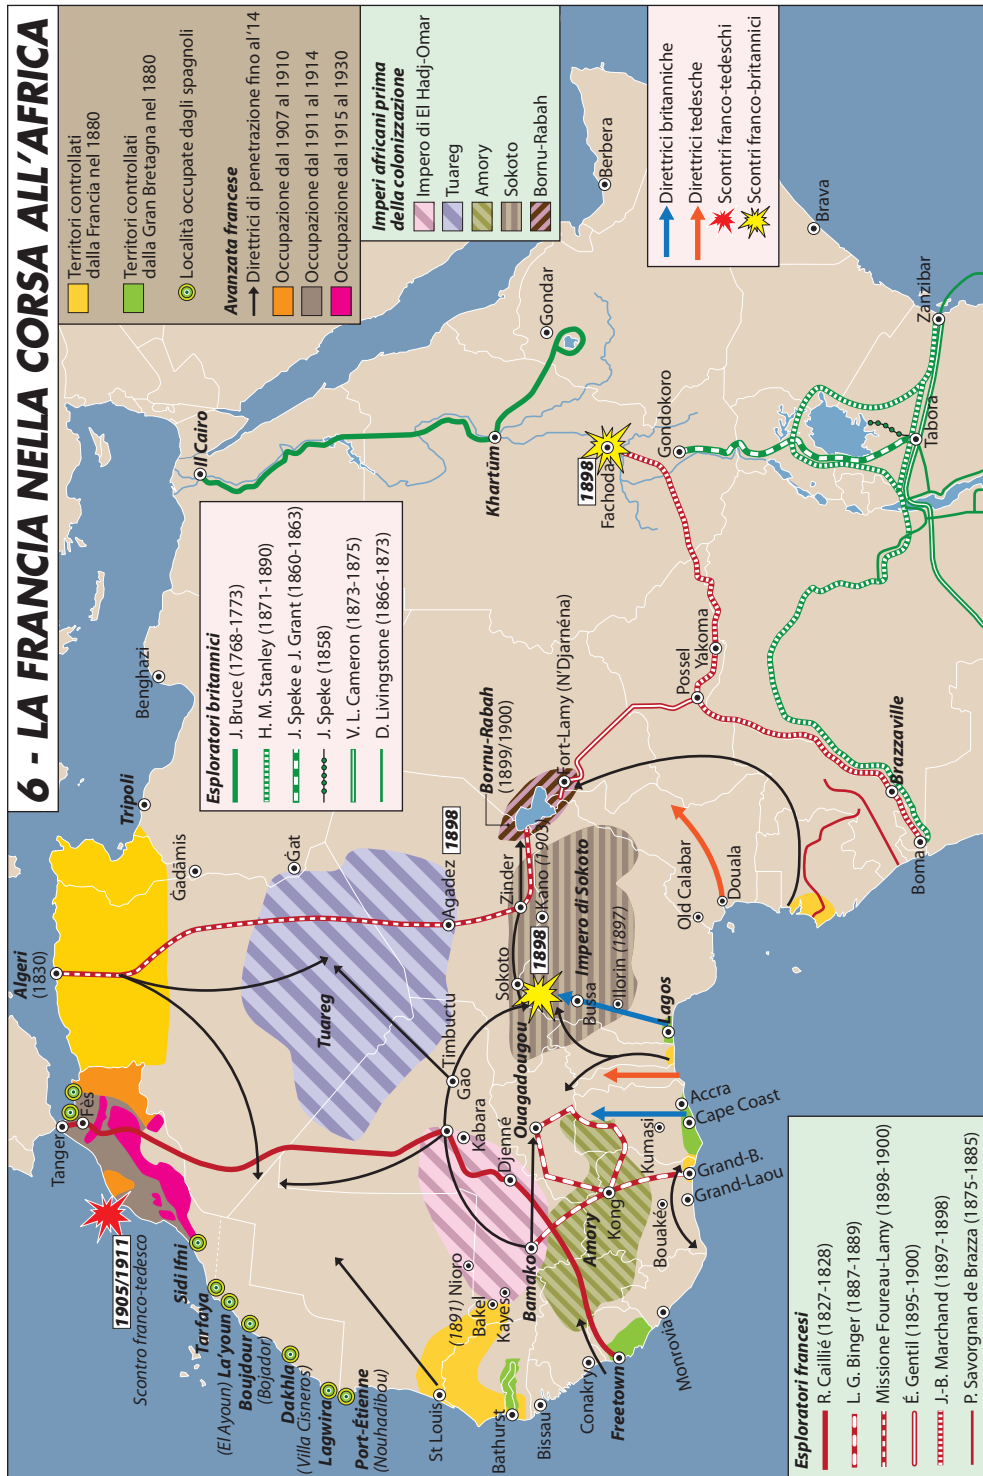 6 - LA FRANCIA NELLA CORSA ALL'AFRICA
Territori controllati
dalla Francia nel 1880
Territori controllati
dalla Gran Bretagna nel 1880
Località occupate dagli spagnoli
Avanzata francese
Direttrici di penetrazione fino al '14
Occupazione dal 1907 al 1910
Occupazione dal 1911 al 1914
Occupazione dal 1915 al 1930
Imperi africani prima
della colonizzazione
Impero di El Hadj-Omar
Tuareg
Amory
Sokoto
Bornu-Rabah
Direttrici britanniche
Direttrici tedesche
Scontri franco-tedeschi
Scontri franco-britannici
Esploratori britannici
J. Bruce (1768-1773)
H. M. Stanley (1871-1890)
J. Speke e J. Grant (1860-1863)
J. Speke (1858)
V. L. Cameron (1873-1875)
D. Livingstone (1866-1873)
Esploratori francesi
R. Caillié (1827-1828)
L. G. Binger (1887-1889)
Missione Foureau-Lamy (1898-1900)
É. Gentil (1895-1900)
J.-B. Marchand (1897-1898)
P. Savorgnan de Brazza (1875-1885)
Tanger
Fès
Algeri
(1830)
Tripoli
Benghazi
Il Cairo
Gadāmis
Gat
1905/1911
Scontro franco-tedesco
Sidi Ifni
Tarfaya
(El Ayoun) La'youn
Boujdour
(Bojador)
Dakhla
(Villa Cisneros)
Lagwira
Port-Étienne
(Nouhadibou)
St Louis
Bathurst
Bissau
Conakry
Freetown
Monrovia
(1891) Nioro
Bakel
Kayes
Bamako
Amory
Kong
Bouaké
Grand-Laou
Grand-B.
Kumasi
Cape Coast
Accra
Djenné
Kabara
Gao
Timbuctu
Ouagadougou
Tuareg
Agadez
1898
Zinder
Kano (1903)
Sokoto
1898
Impero di Sokoto
Bussa
Ilorin (1897)
Lagos
Bornu-Rabah
(1899/1900)
Fort-Lamy (N'Djarnéna)
Old Calabar
Douala
Possel
Yakoma
Brazzaville
Boma
Khartūm
Gondar
Berbera
1898
Fachoda
Gondokoro
Brava
Zanzibar
Tabora